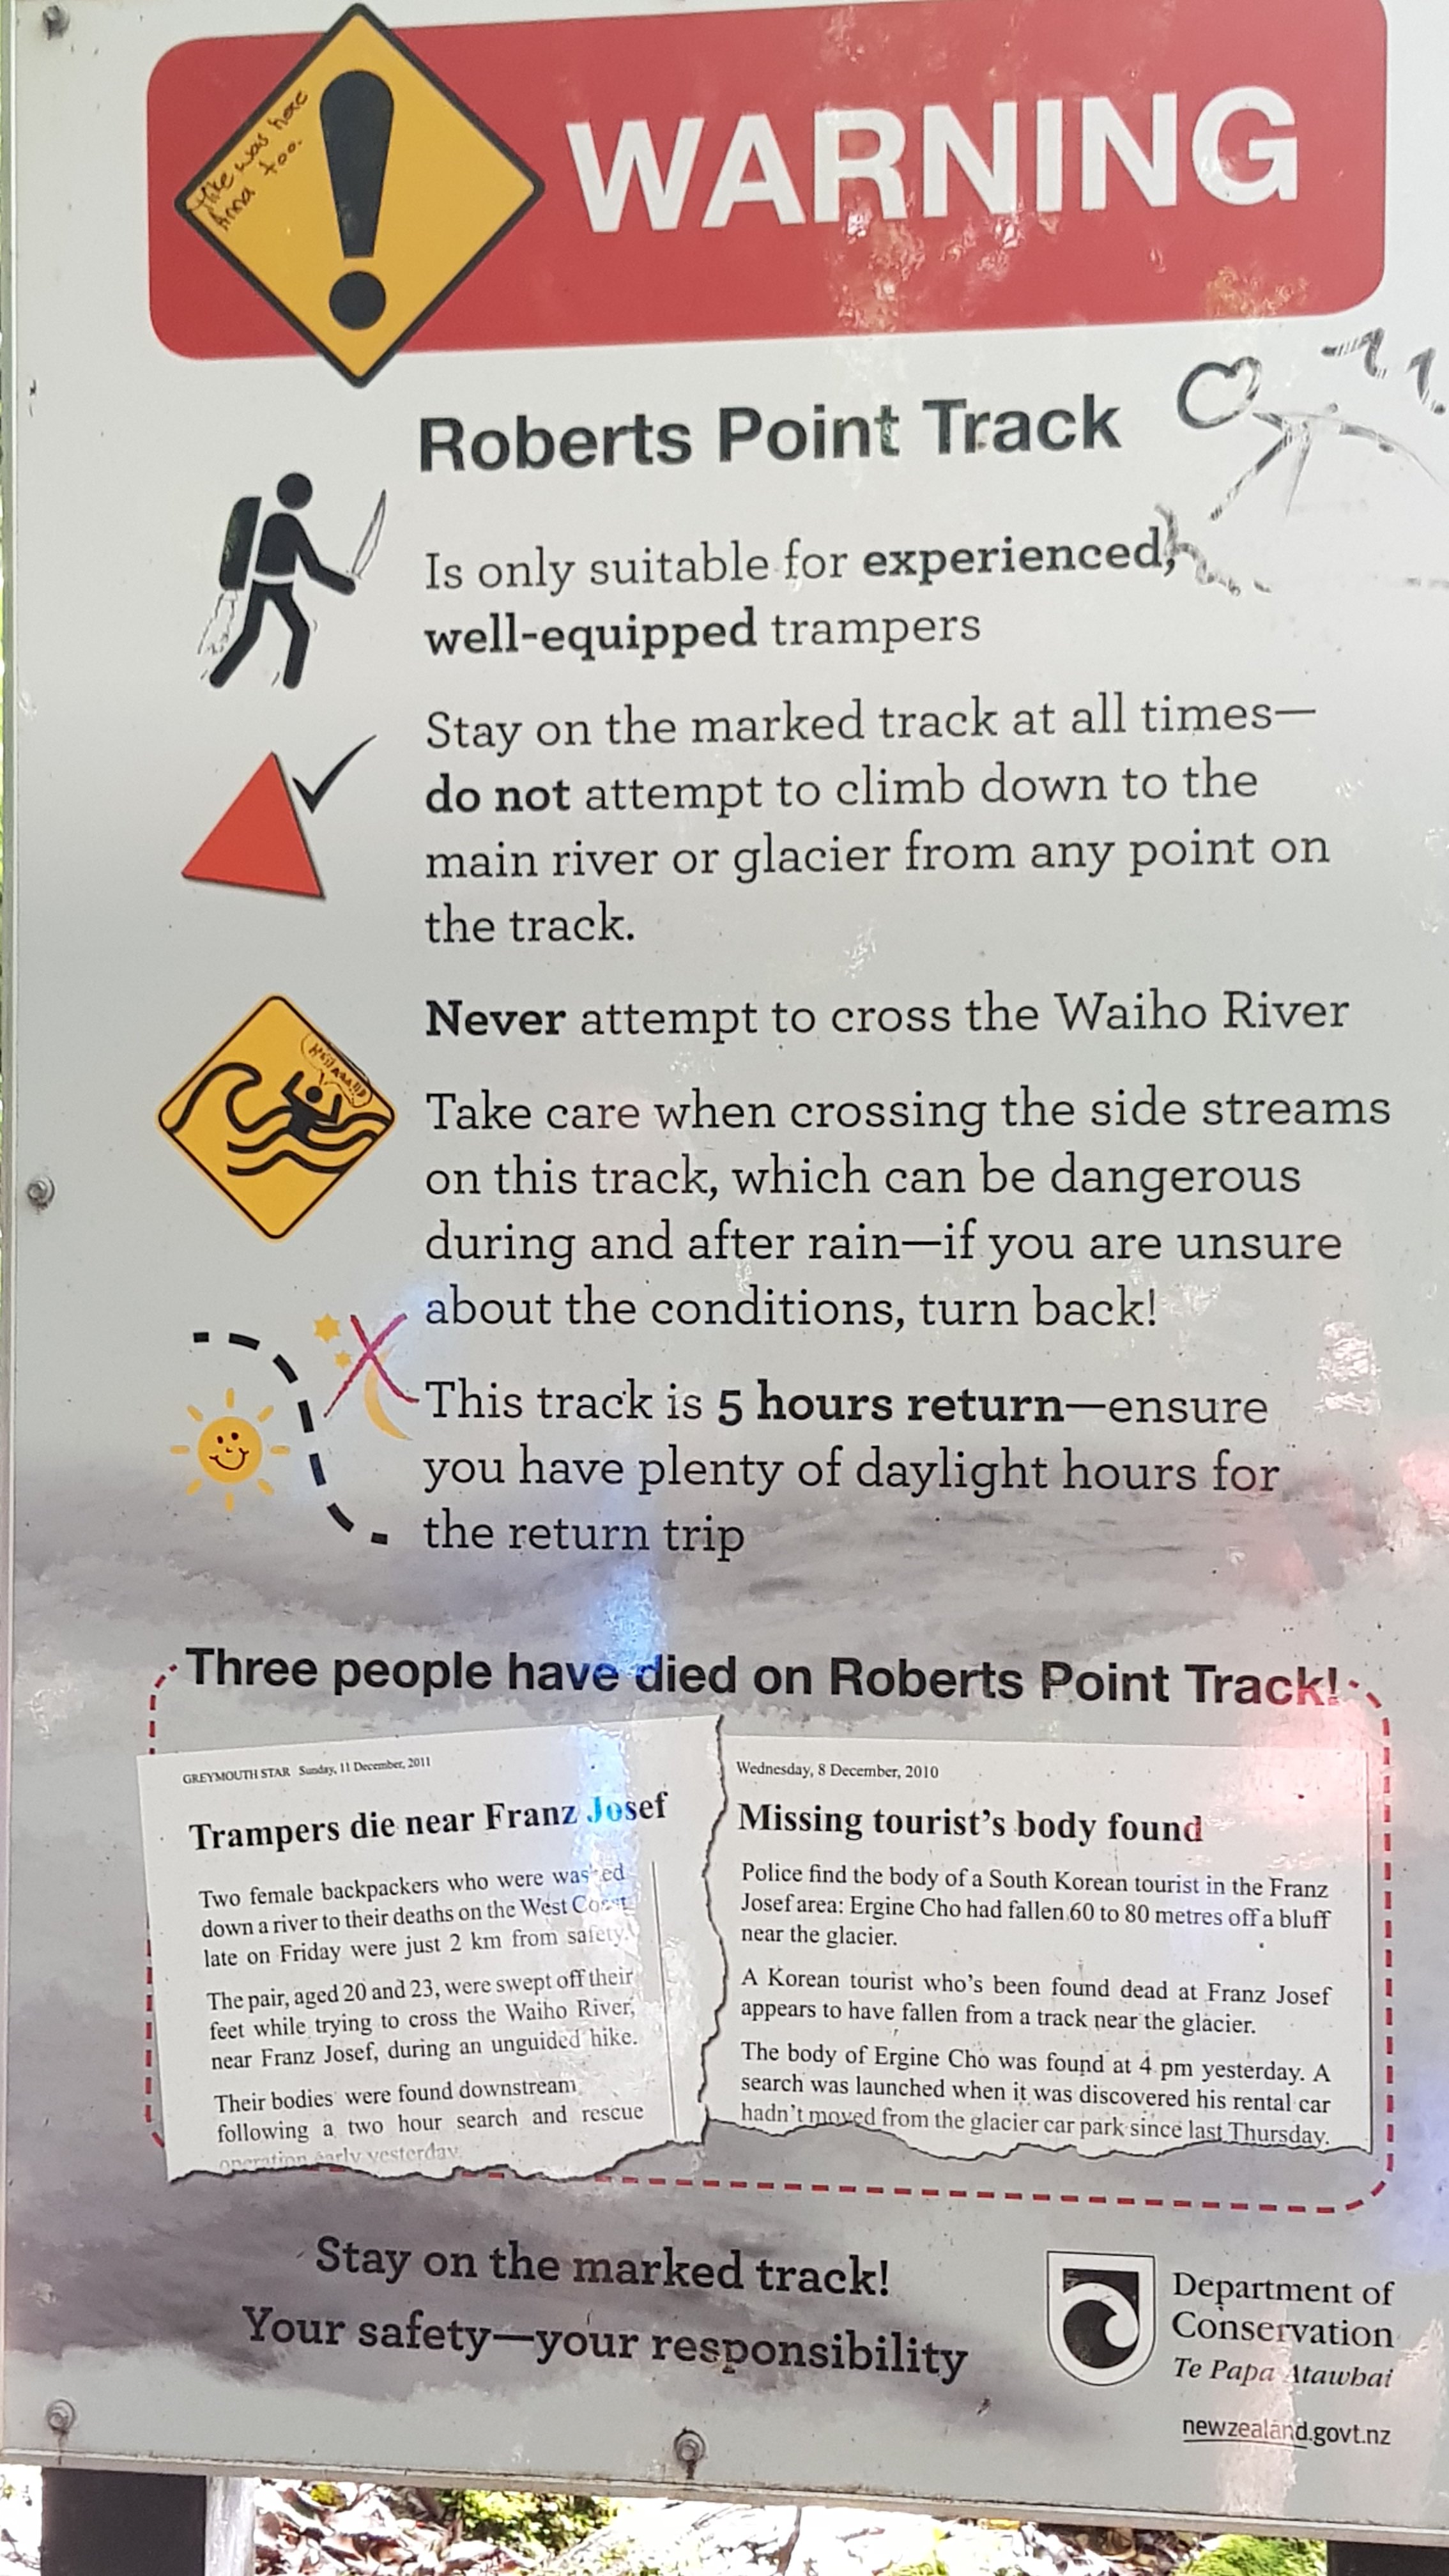 WARNING
Mike was here
Anna too.
Roberts Point Track
Is only suitable for experienced,
well-equipped trampers
Stay on the marked track at all times—
do not attempt to climb down to the
main river or glacier from any point on
the track.
Never attempt to cross the Waiho River
Take care when crossing the side streams
on this track, which can be dangerous
during and after rain—if you are unsure
about the conditions, turn back!
This track is 5 hours return—ensure
you have plenty of daylight hours for
the return trip
Three people have died on Roberts Point Track!
GREYMOUTH STAR Sunday, 11 December, 2011
Trampers die near Franz Josef
Two female backpackers who were washed
down a river to their deaths on the West Coast
late on Friday were just 2 km from safety.
The pair, aged 20 and 23, were swept off their
feet while trying to cross the Waiho River,
near Franz Josef, during an unguided hike.
Their bodies were found downstream
following a two hour search and rescue
operation early yesterday.
Wednesday, 8 December, 2010
Missing tourist's body found
Police find the body of a South Korean tourist in the Franz
Josef area: Ergine Cho had fallen 60 to 80 metres off a bluff
near the glacier.
A Korean tourist who's been found dead at Franz Josef
appears to have fallen from a track near the glacier.
The body of Ergine Cho was found at 4 pm yesterday. A
search was launched when it was discovered his rental car
hadn't moved from the glacier car park since last Thursday.
Stay on the marked track!
Your safety—your responsibility
Department of
Conservation
Te Papa Atawhai
newzealand.govt.nz